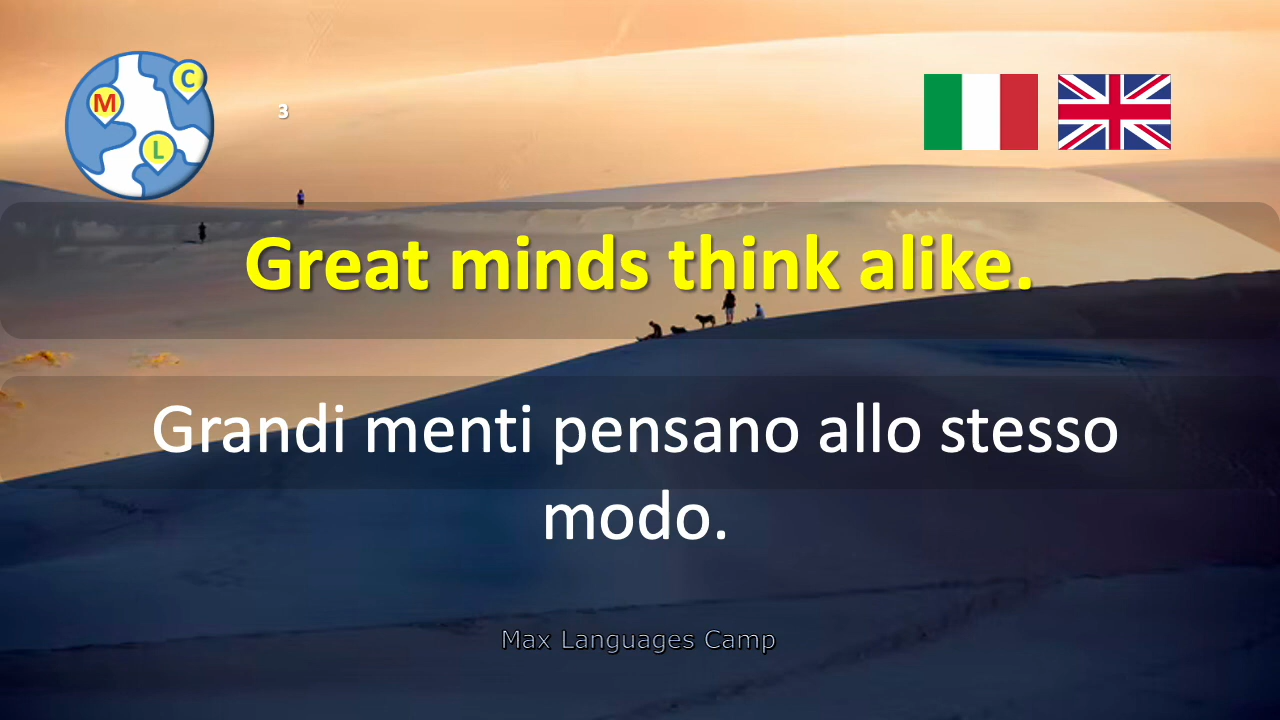 C
M
L
3
Great minds think alike.
Grandi menti pensano allo stesso
modo.
Max Languages Camp